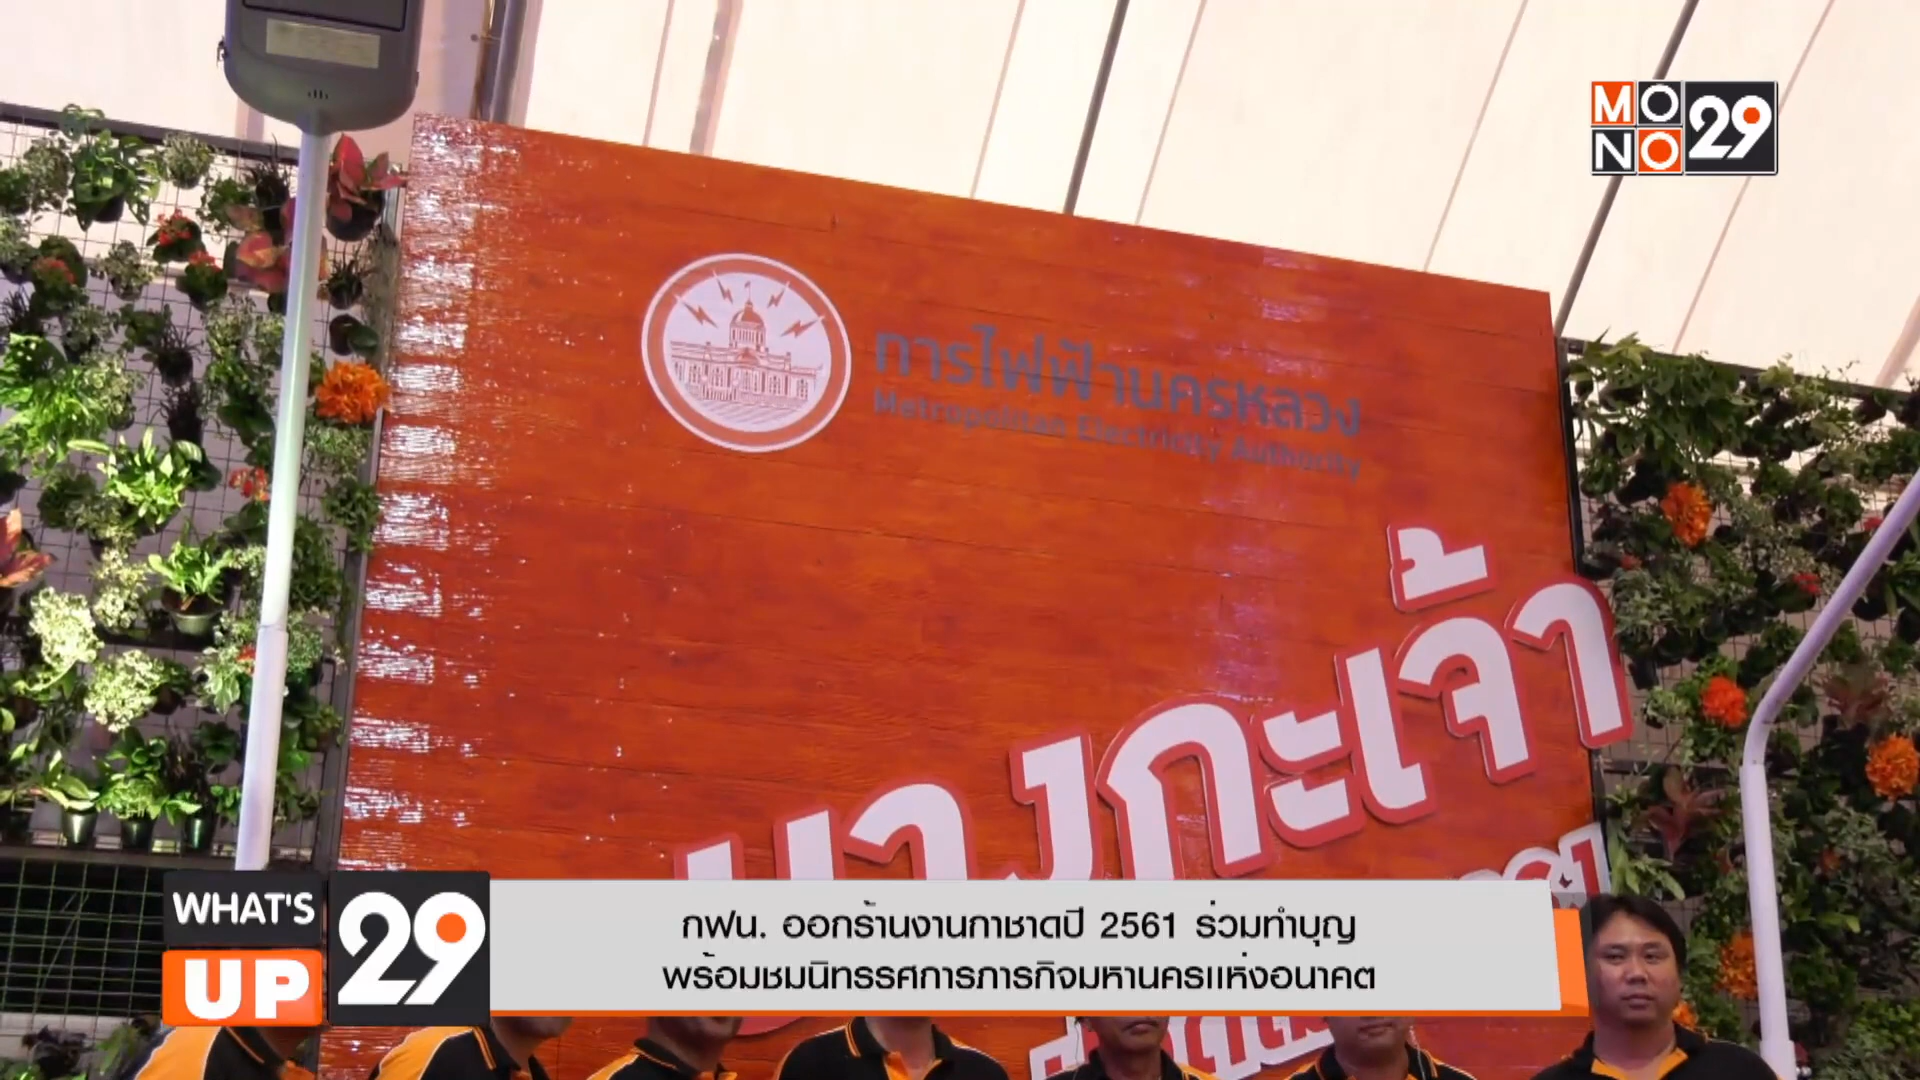 MONO29
การไฟฟ้านครหลวง
Metropolitan Electricity Authority
บางกะเจ้า
WHAT'S UP 29
กฟน. ออกร้านงานกาชาดปี 2561 ร่วมทำบุญ
พร้อมชมนิทรรศการภารกิจมหานครแห่งอนาคต